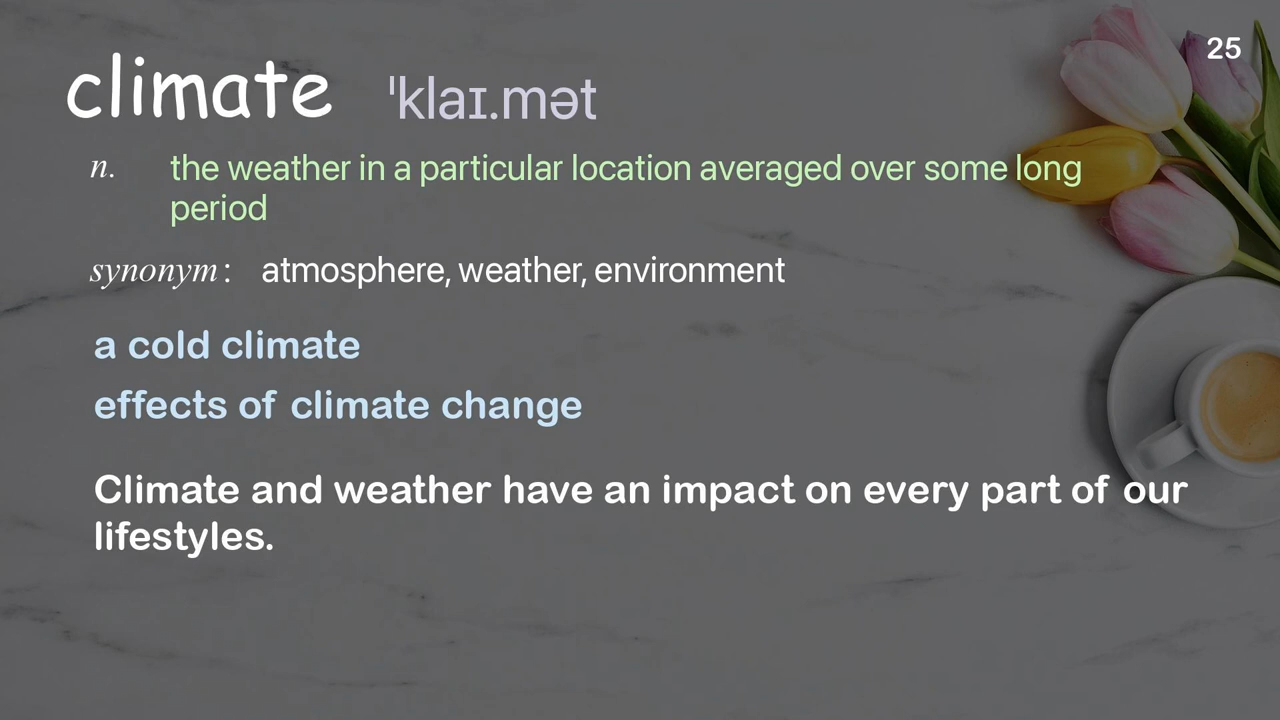 25
climate ˈklaɪ.mət
n. the weather in a particular location averaged over some long
period
synonym: atmosphere, weather, environment
a cold climate
effects of climate change
Climate and weather have an impact on every part of our
lifestyles.